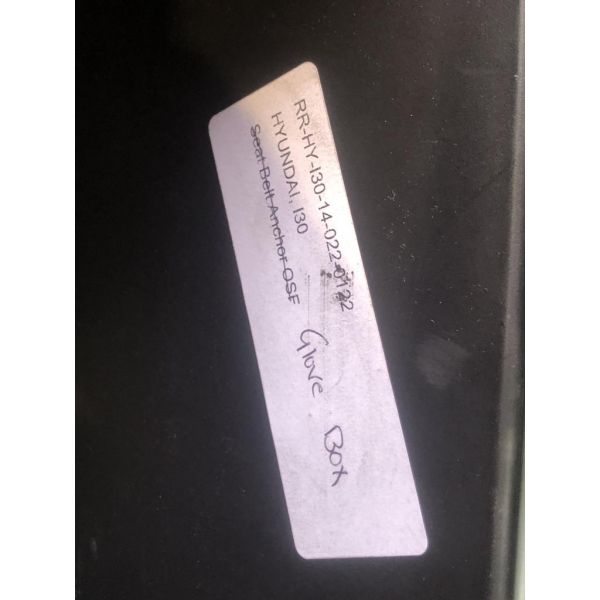 RR-HY-I30-14-022-0122
HYUNDAI, I30
Seat Belt Anchor OSF
Glove Box